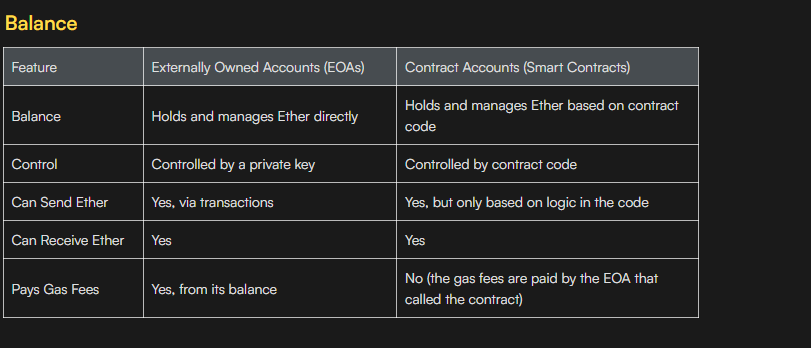 Balance
Feature
Externally Owned Accounts (EOAs)
Contract Accounts (Smart Contracts)
Balance
Holds and manages Ether directly
Holds and manages Ether based on contract
code
Control
Controlled by a private key
Controlled by contract code
Can Send Ether
Yes, via transactions
Yes, but only based on logic in the code
Can Receive Ether
Yes
Yes
Pays Gas Fees
Yes, from its balance
No (the gas fees are paid by the EOA that
called the contract)